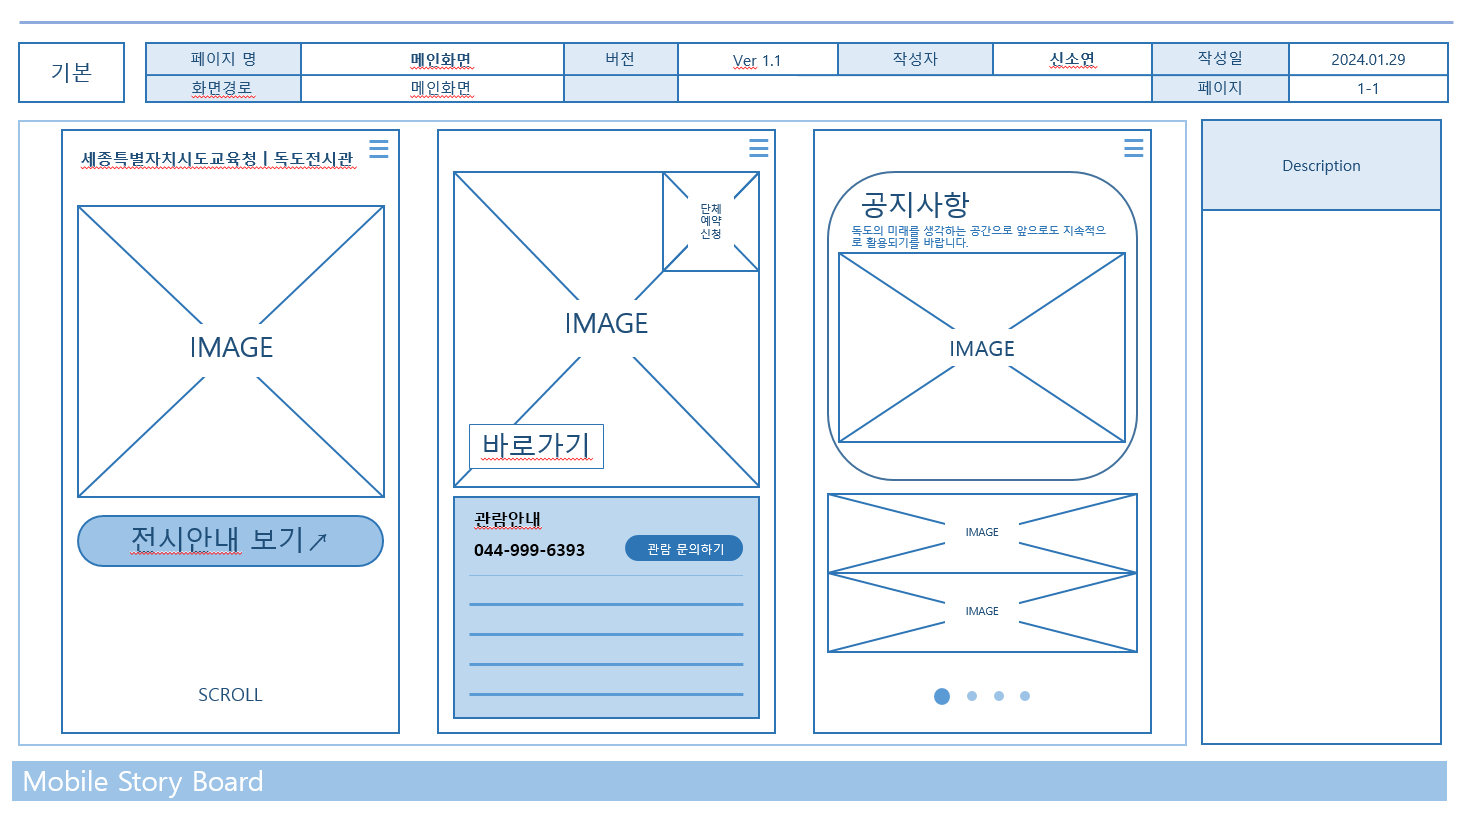 기본
페이지 명
메인화면
버전
Ver 1.1
작성자
신소연
작성일
2024.01.29
화면경로
메인화면
페이지
1-1
세종특별자치시도교육청 | 독도전시관
IMAGE
전시안내 보기↗
SCROLL
단체
예약
신청
IMAGE
바로가기
관람안내
044-999-6393
관람 문의하기
공지사항
독도의 미래를 생각하는 공간으로 앞으로도 지속적으
로 활용되기를 바랍니다.
IMAGE
IMAGE
IMAGE
Description
Mobile Story Board